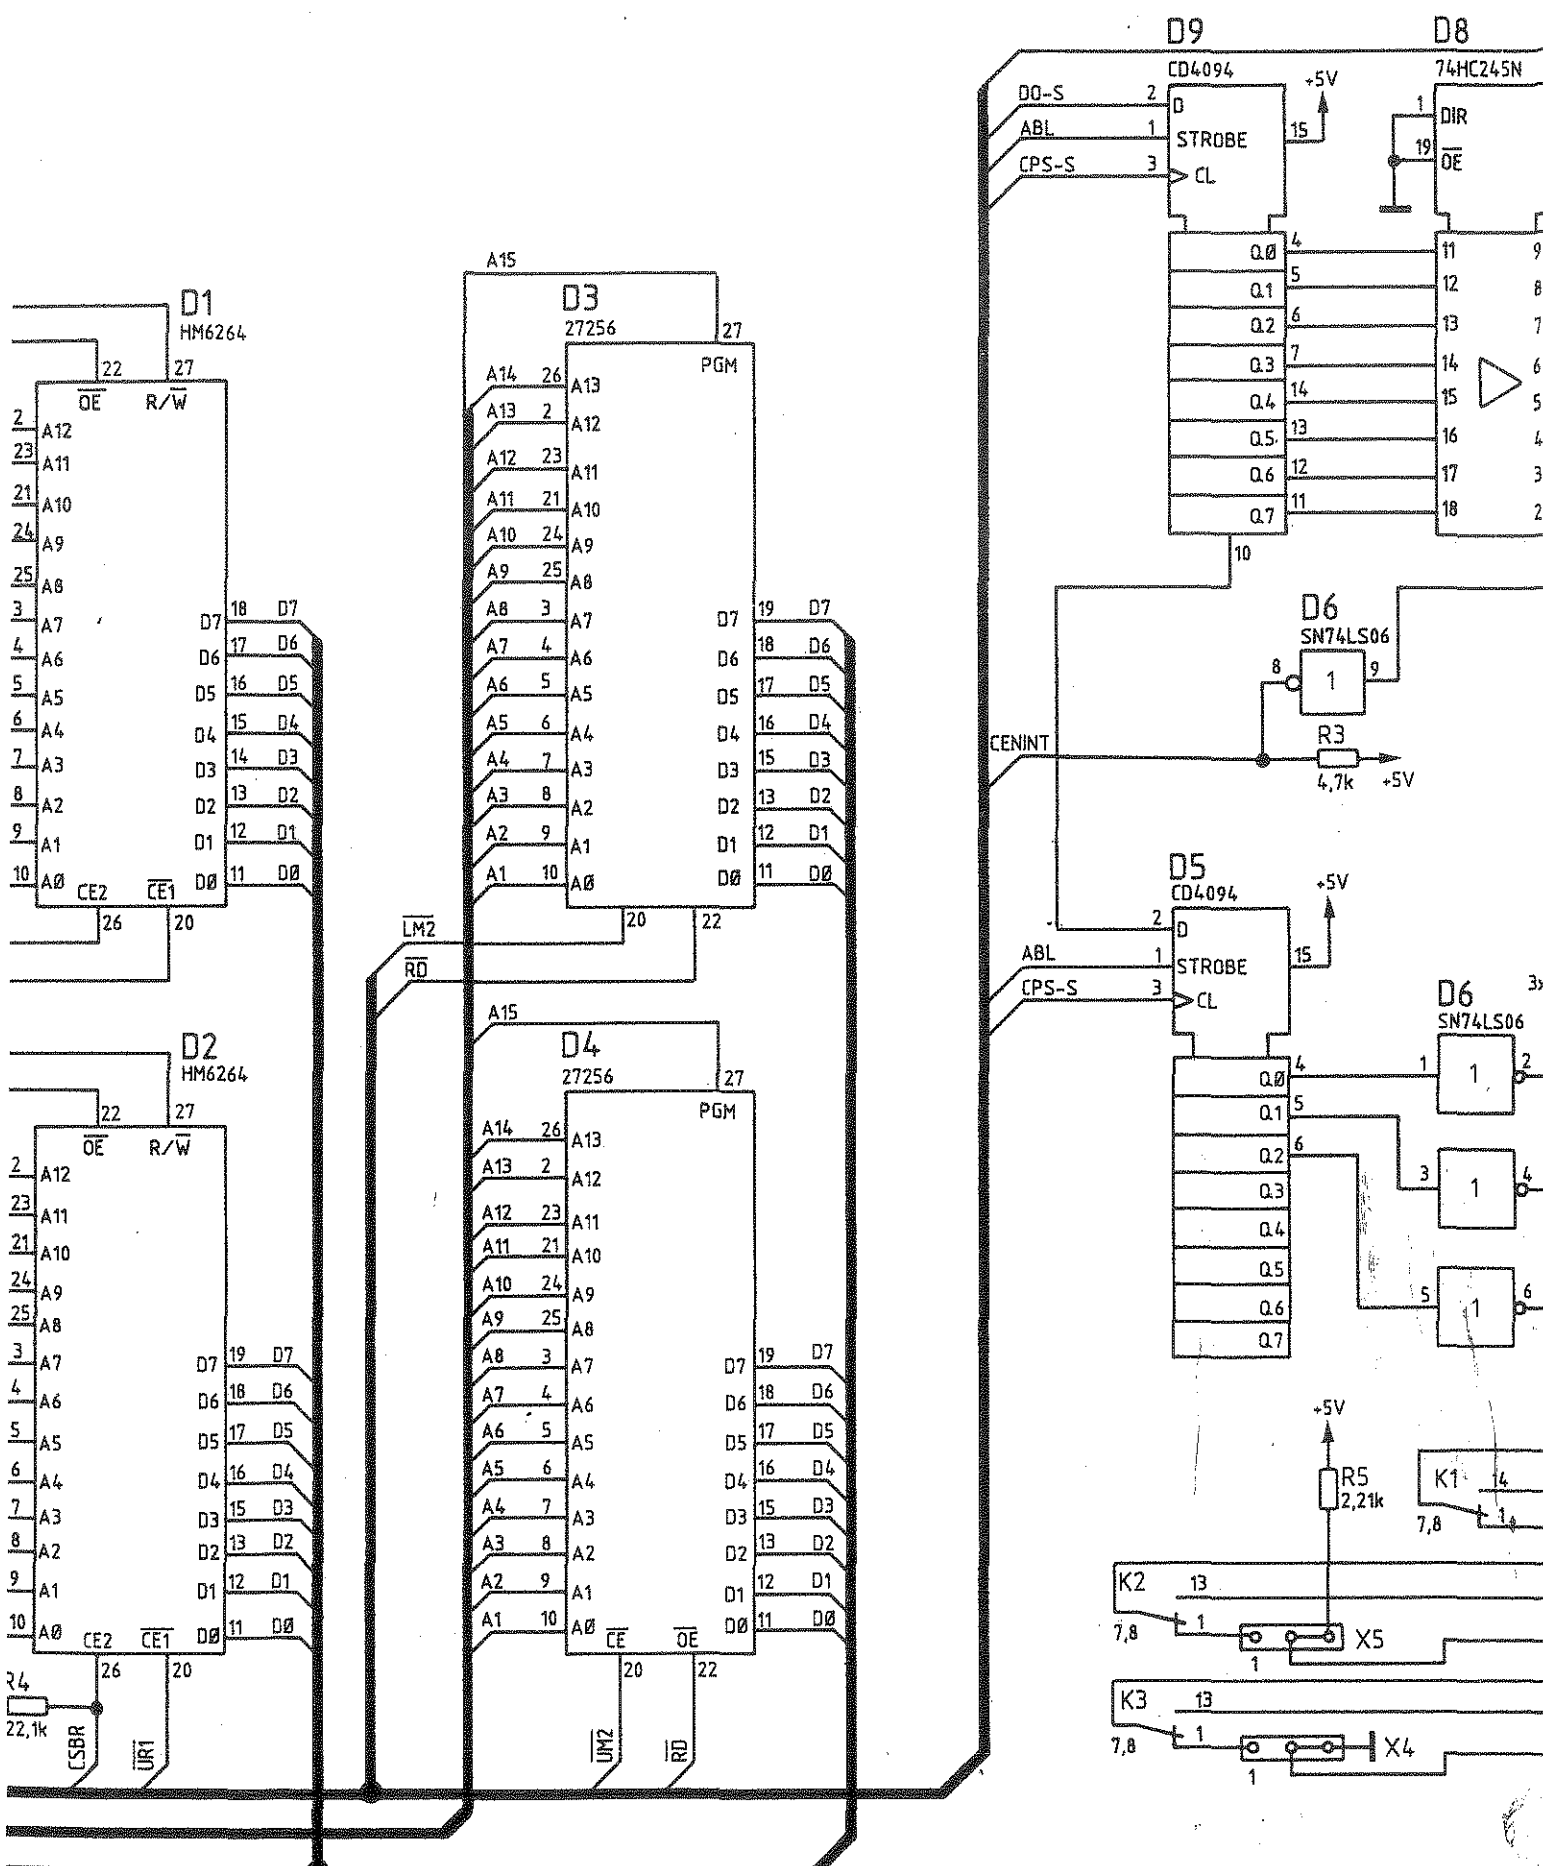 D9
CD4094
+5V
D0-S 2 D
ABL 1 STROBE 15
CPS-S 3 CL
Q0 4
Q1 5
Q2 6
Q3 7
Q4 14
Q5 13
Q6 12
Q7 11
10
D8
74HC245N
1 DIR
19 OE
11 9
12 8
13 7
14 6
15 5
16 4
17 3
18 2
D1
HM6264
22 27
OE R/W
2 A12
23 A11
21 A10
24 A9
25 A8
3 A7
4 A6
5 A5
6 A4
7 A3
8 A2
9 A1
10 A0
D7 18 D7
D6 17 D6
D5 16 D5
D4 15 D4
D3 14 D3
D2 13 D2
D1 12 D1
D0 11 D0
CE2 CE1
26 20
A15
D3
27256
27
PGM
A14 26 A13
A13 2 A12
A12 23 A11
A11 21 A10
A10 24 A9
A9 25 A8
A8 3 A7
A7 4 A6
A6 5 A5
A5 6 A4
A4 7 A3
A3 8 A2
A2 9 A1
A1 10 A0
D7 19 D7
D6 18 D6
D5 17 D5
D4 16 D4
D3 15 D3
D2 13 D2
D1 12 D1
D0 11 D0
20 22
LM2
RD
D6
SN74LS06
8 1 9
CENINT
R3
4,7k +5V
D5
CD4094
+5V
2 D
ABL 1 STROBE 15
CPS-S 3 CL
Q0 4
Q1 5
Q2 6
Q3
Q4
Q5
Q6
Q7
D6
SN74LS06
3x
1 1 2
3 1 4
5 1 6
D2
HM6264
22 27
OE R/W
2 A12
23 A11
21 A10
24 A9
25 A8
3 A7
4 A6
5 A5
6 A4
7 A3
8 A2
9 A1
10 A0
D7 19 D7
D6 18 D6
D5 17 D5
D4 16 D4
D3 15 D3
D2 13 D2
D1 12 D1
D0 11 D0
CE2 CE1
26 20
R4
22,1k
CSBR
UR1
A15
D4
27256
27
PGM
A14 26 A13
A13 2 A12
A12 23 A11
A11 21 A10
A10 24 A9
A9 25 A8
A8 3 A7
A7 4 A6
A6 5 A5
A5 6 A4
A4 7 A3
A3 8 A2
A2 9 A1
A1 10 A0
D7 19 D7
D6 18 D6
D5 17 D5
D4 16 D4
D3 15 D3
D2 13 D2
D1 12 D1
D0 11 D0
CE OE
20 22
UM2
RD
+5V
R5
2,21k
K1 14
7,8 1
K2 13
7,8 1
1 X5
K3 13
7,8 1
1 X4